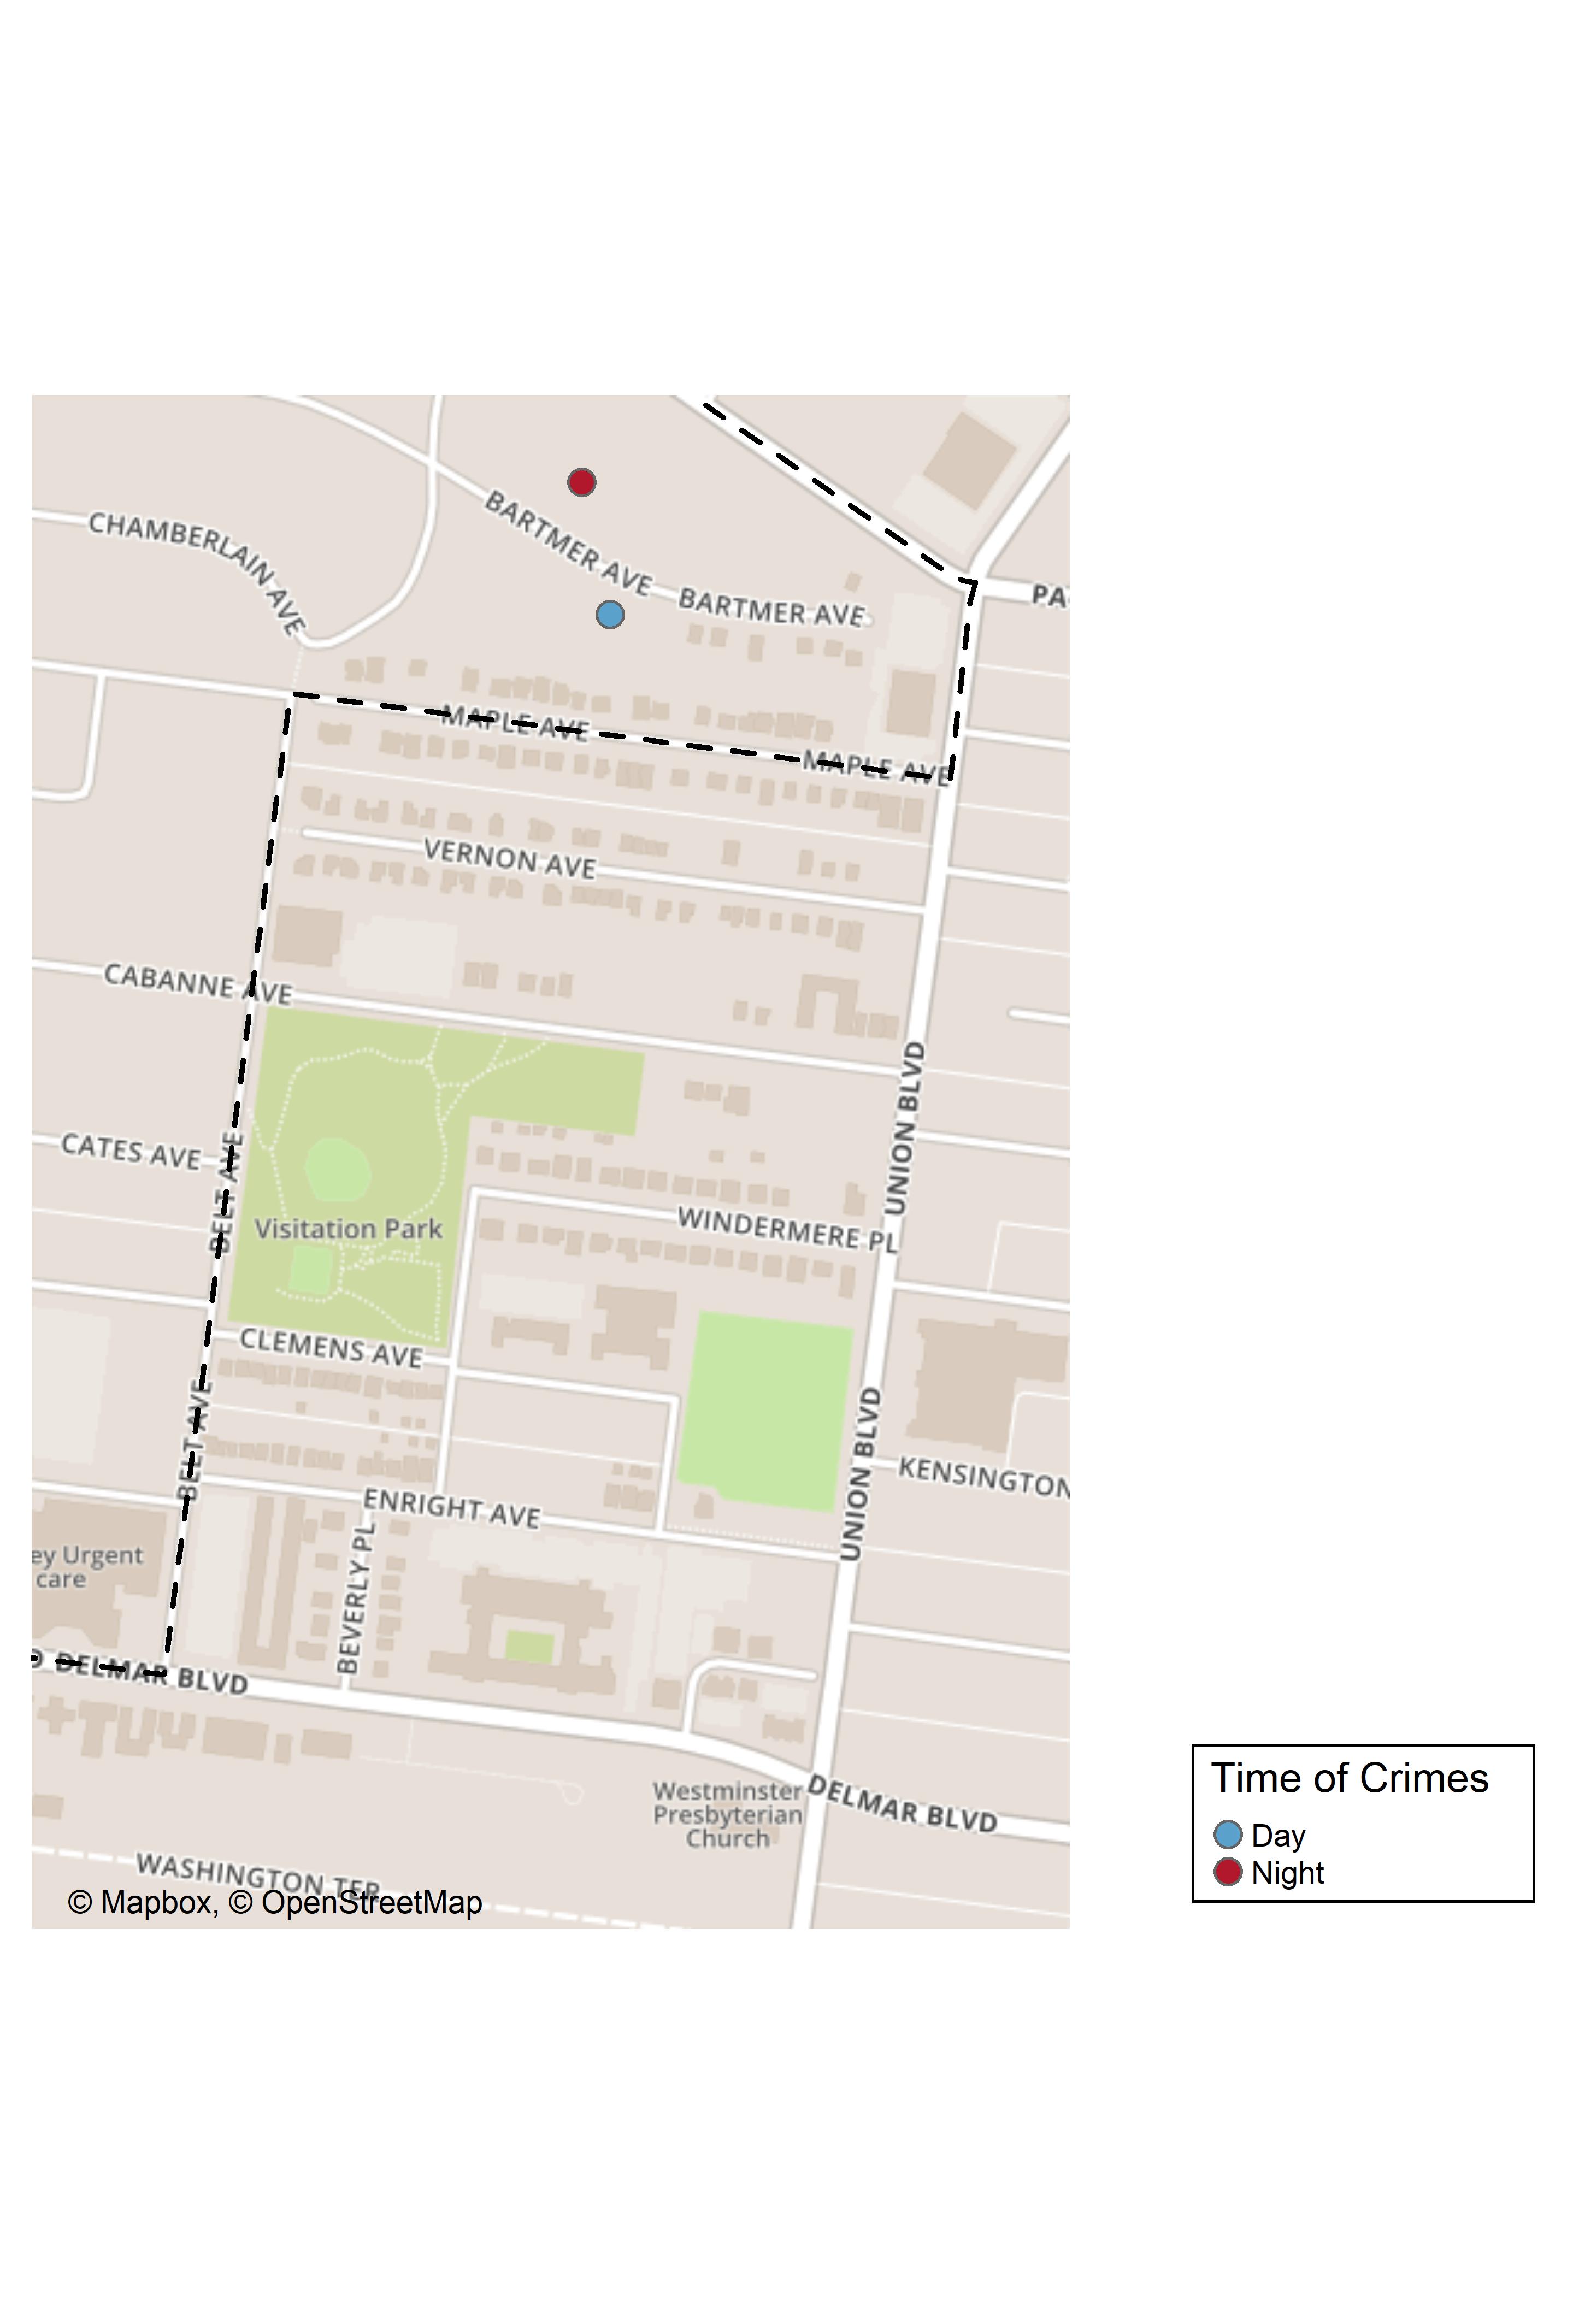 CHAMBERLAIN AVE
BARTMER AVE
BARTMER AVE
MAPLE AVE
MAPLE AVE
VERNON AVE
CABANNE AVE
UNION BLVD
CATES AVE
BELT AVE
Visitation Park
WINDERMERE PL
CLEMENS AVE
BELT AVE
UNION BLVD
KENSINGTON
ENRIGHT AVE
BEVERLY PL
ey Urgent
care
DELMAR BLVD
Westminster
Presbyterian
Church
DELMAR BLVD
WASHINGTON TER
© Mapbox, © OpenStreetMap
Time of Crimes
Day
Night